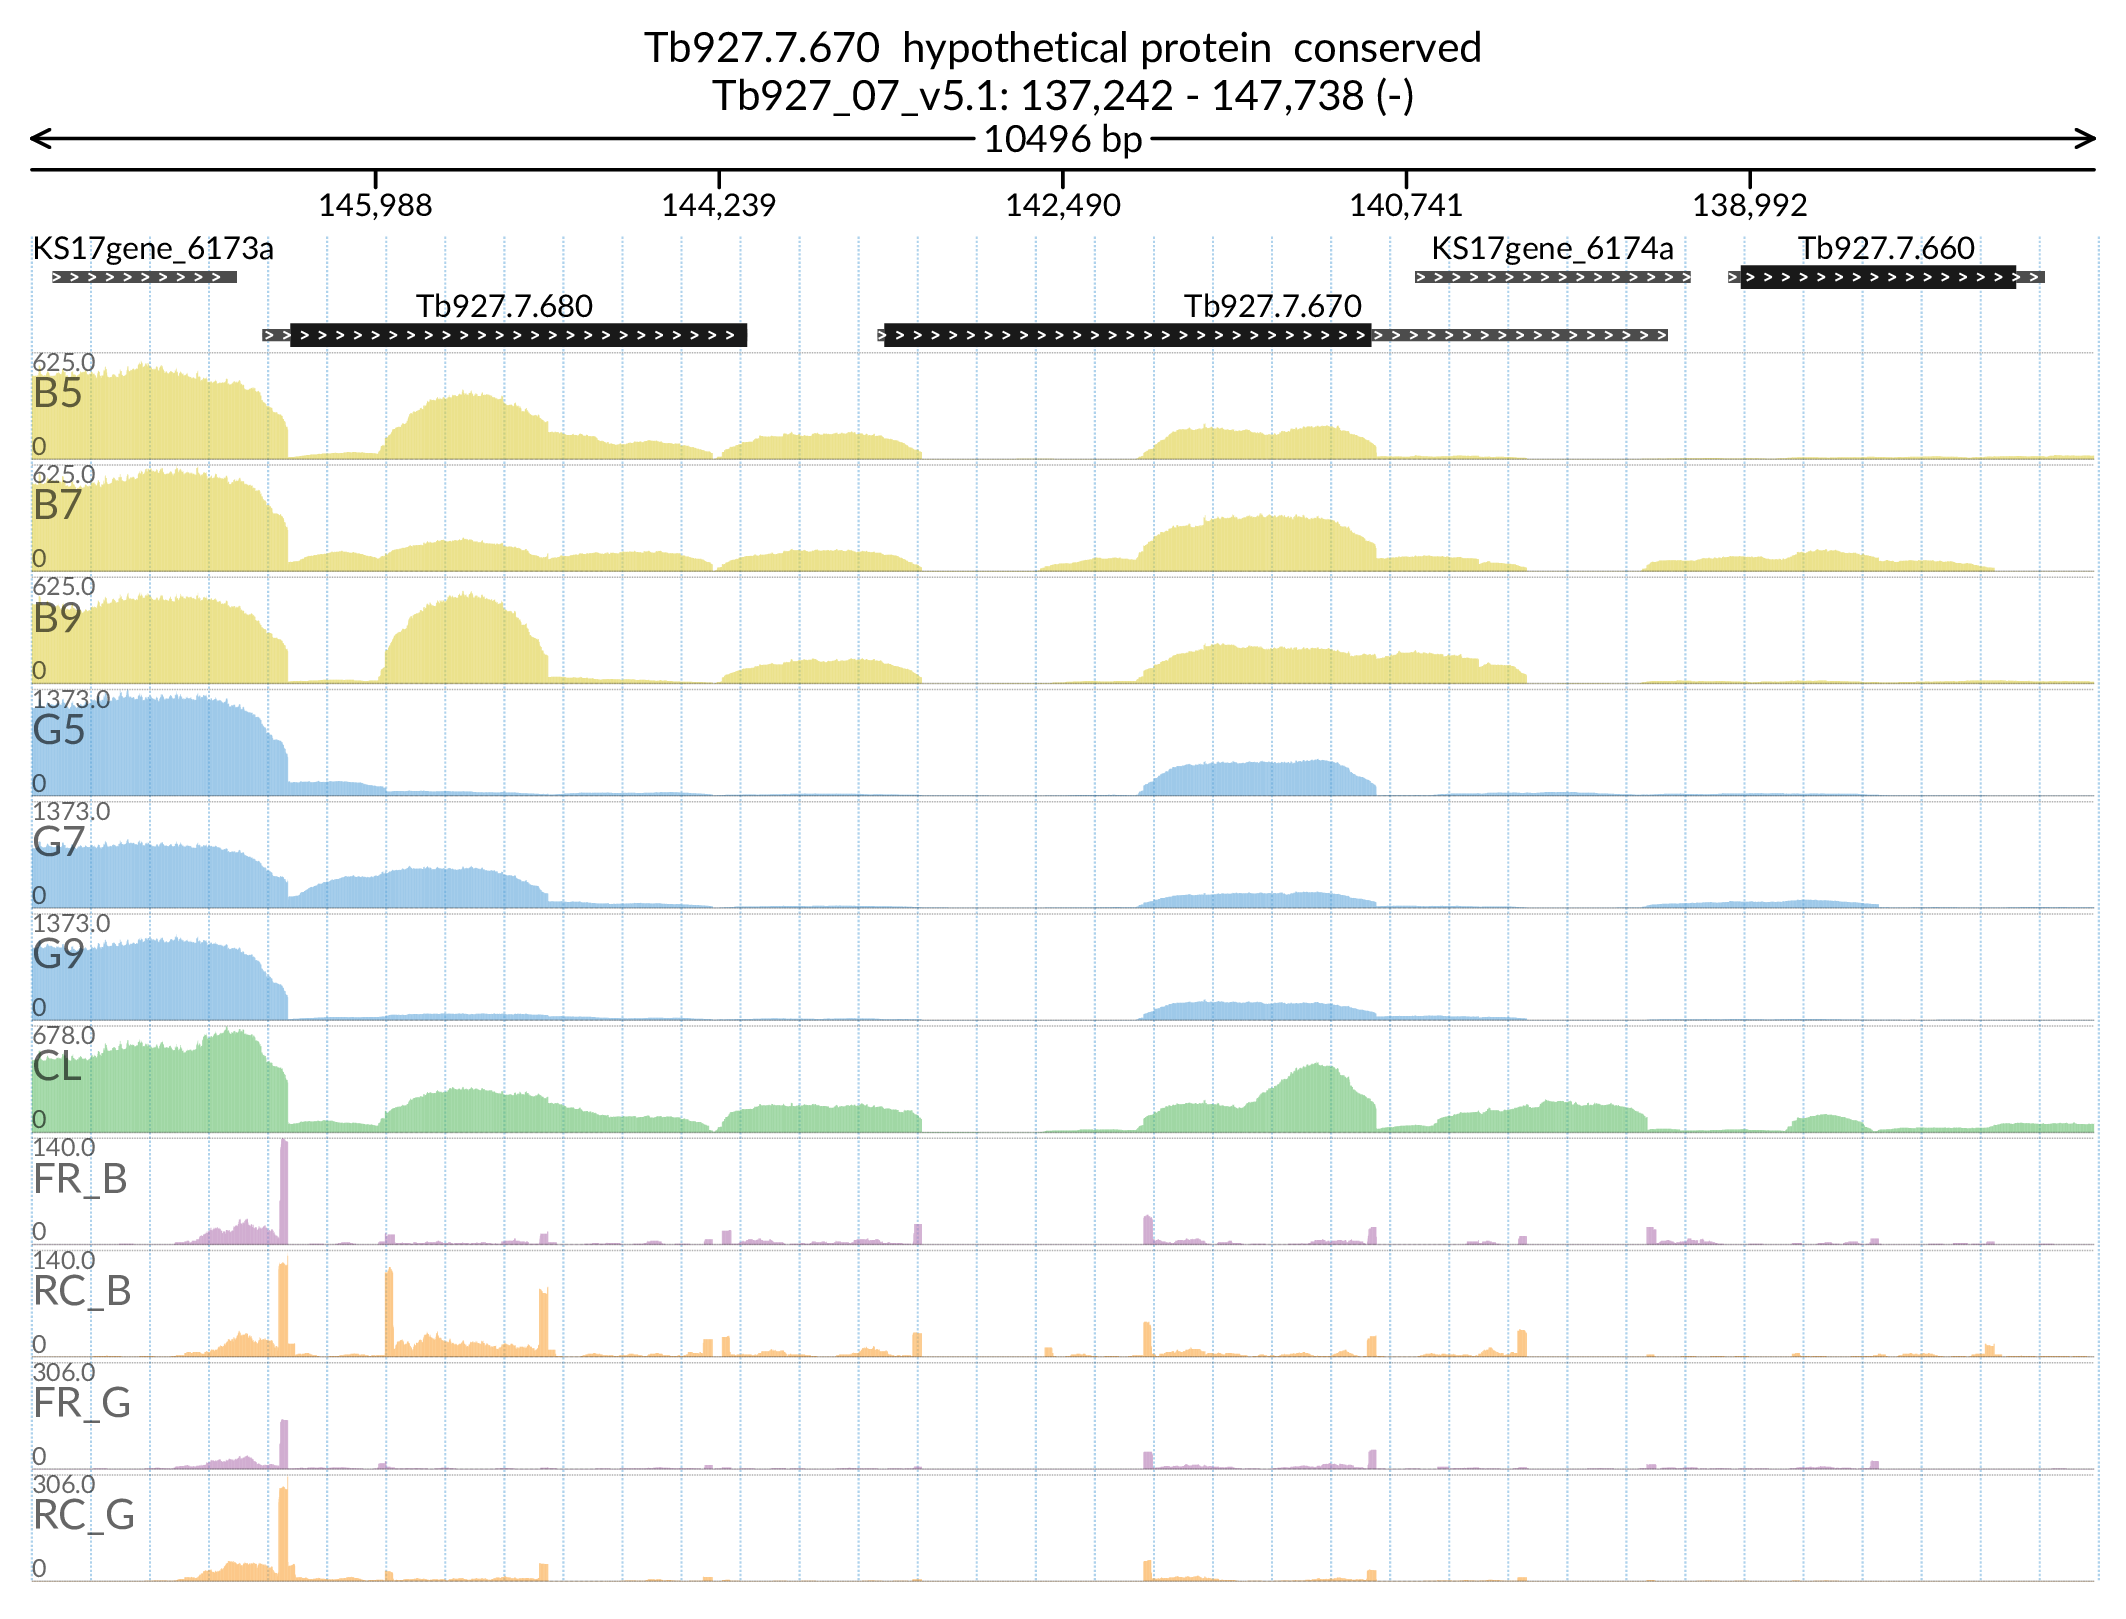 Tb927.7.670 hypothetical protein conserved
Tb927_07_v5.1: 137,242 - 147,738 (-)
10496 bp
145,988 144,239 142,490 140,741 138,992
KS17gene_6173a KS17gene_6174a Tb927.7.660
Tb927.7.680 Tb927.7.670
625.0
B5
0
625.0
B7
0
625.0
B9
0
1373.0
G5
0
1373.0
G7
0
1373.0
G9
0
678.0
CL
0
140.0
FR_B
0
140.0
RC_B
0
306.0
FR_G
0
306.0
RC_G
0